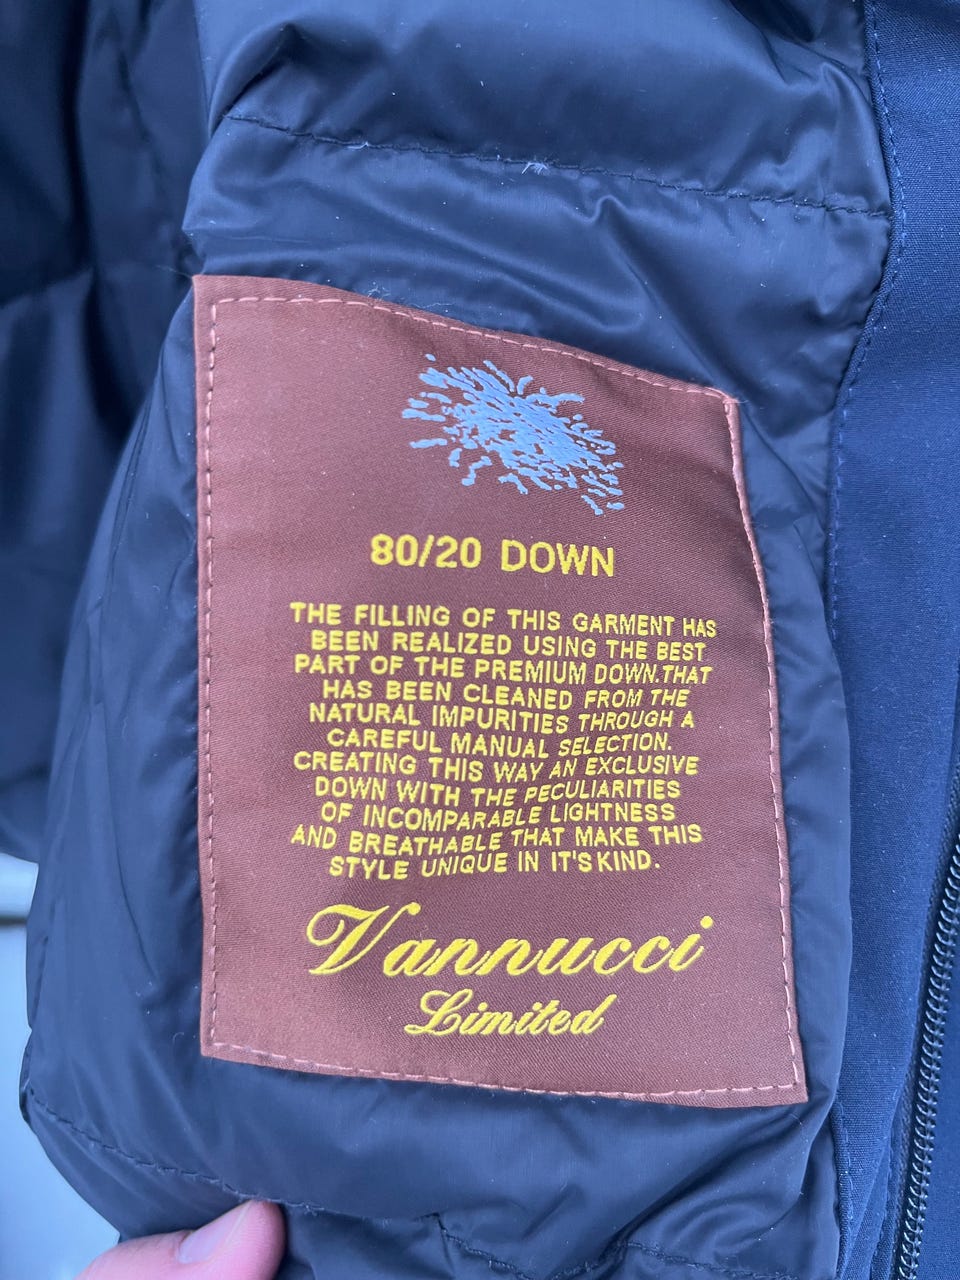 80/20 DOWN
THE FILLING OF THIS GARMENT HAS
BEEN REALIZED USING THE BEST
PART OF THE PREMIUM DOWN.THAT
HAS BEEN CLEANED FROM THE
NATURAL IMPURITIES THROUGH A
CAREFUL MANUAL SELECTION.
CREATING THIS WAY AN EXCLUSIVE
DOWN WITH THE PECULIARITIES
OF INCOMPARABLE LIGHTNESS
AND BREATHABLE THAT MAKE THIS
STYLE UNIQUE IN IT'S KIND.
Vannucci
Limited